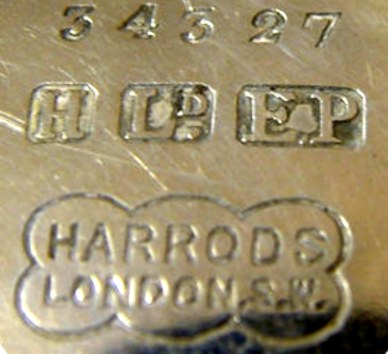 34327
H LD EP
HARRODS
LONDON.S.W.